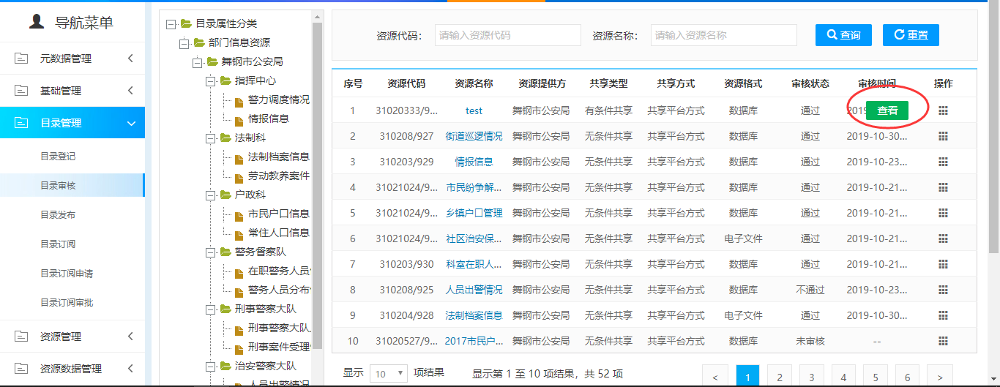 导航菜单
元数据管理
基础管理
目录管理
目录登记
目录审核
目录发布
目录订阅
目录订阅申请
目录订阅审批
资源管理
资源数据管理
目录属性分类
部门信息资源
舞钢市公安局
指挥中心
警力调度情况
情报信息
法制科
法制档案信息
劳动教养案件
户政科
市民户口信息
常住人口信息
警务督察队
在职警务人员
警务人员分布
刑事警察大队
刑事警察大队
刑事案件受理
治安警察大队
人员出警情况
资源代码： 请输入资源代码 资源名称： 请输入资源名称 查询 重置
序号 资源代码 资源名称 资源提供方 共享类型 共享方式 资源格式 审核状态 审核时间 操作
1 31020333/9... test 舞钢市公安局 有条件共享 共享平台方式 数据库 通过 2019 查看
2 310208/927 街道巡逻情况 舞钢市公安局 无条件共享 共享平台方式 数据库 通过 2019-10-30...
3 310203/929 情报信息 舞钢市公安局 无条件共享 共享平台方式 数据库 通过 2019-10-23...
4 31021024/9... 市民纷争解... 舞钢市公安局 无条件共享 共享平台方式 数据库 通过 2019-10-21...
5 31021024/9... 乡镇户口管理 舞钢市公安局 无条件共享 共享平台方式 数据库 通过 2019-10-21...
6 31021024/9... 社区治安保... 舞钢市公安局 无条件共享 共享平台方式 电子文件 通过 2019-10-21...
7 310203/930 科室在职人... 舞钢市公安局 无条件共享 共享平台方式 数据库 通过 2019-10-21...
8 310208/925 人员出警情况 舞钢市公安局 无条件共享 共享平台方式 数据库 不通过 2019-10-23...
9 310204/928 法制档案信息 舞钢市公安局 无条件共享 共享平台方式 电子文件 通过 2019-10-30...
10 31020527/9... 2017市民户... 舞钢市公安局 无条件共享 共享平台方式 数据库 未审核 --
显示 10 项结果 显示第 1 至 10 项结果，共 52 项 < 1 2 3 4 5 6 >